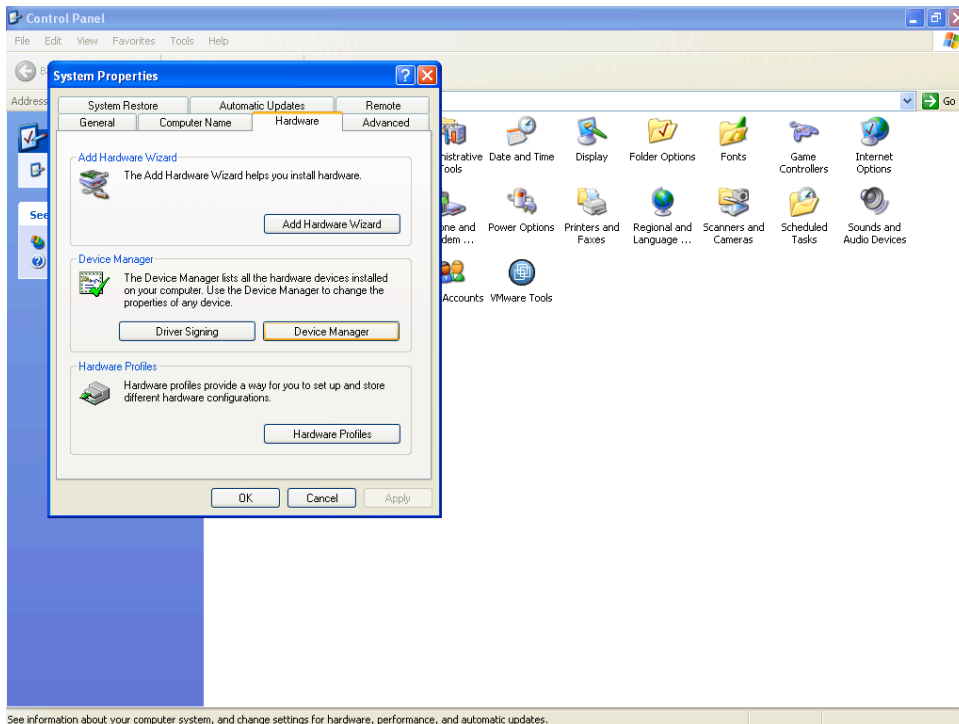 Control Panel
File Edit View Favorites Tools Help
System Properties
Address
Go
System Restore Automatic Updates Remote
General Computer Name Hardware Advanced
Add Hardware Wizard
The Add Hardware Wizard helps you install hardware.
Add Hardware Wizard
Device Manager
The Device Manager lists all the hardware devices installed
on your computer. Use the Device Manager to change the
properties of any device.
Driver Signing Device Manager
Hardware Profiles
Hardware profiles provide a way for you to set up and store
different hardware configurations.
Hardware Profiles
OK Cancel Apply
See
Date and Time Display Folder Options Fonts Game Internet
Tools Controllers Options
and Power Options Printers and Regional and Scanners and Scheduled Sounds and
Faxes Language ... Cameras Tasks Audio Devices
Accounts VMware Tools
See information about your computer system, and change settings for hardware, performance, and automatic updates.